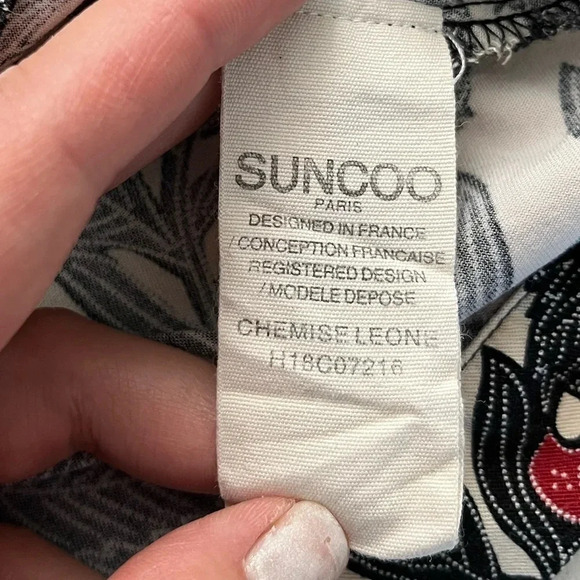 SUNCOO
PARIS
DESIGNED IN FRANCE
/ CONCEPTION FRANCAISE
REGISTERED DESIGN
/ MODELE DEPOSE
CHEMISE LEONE
H18C07216